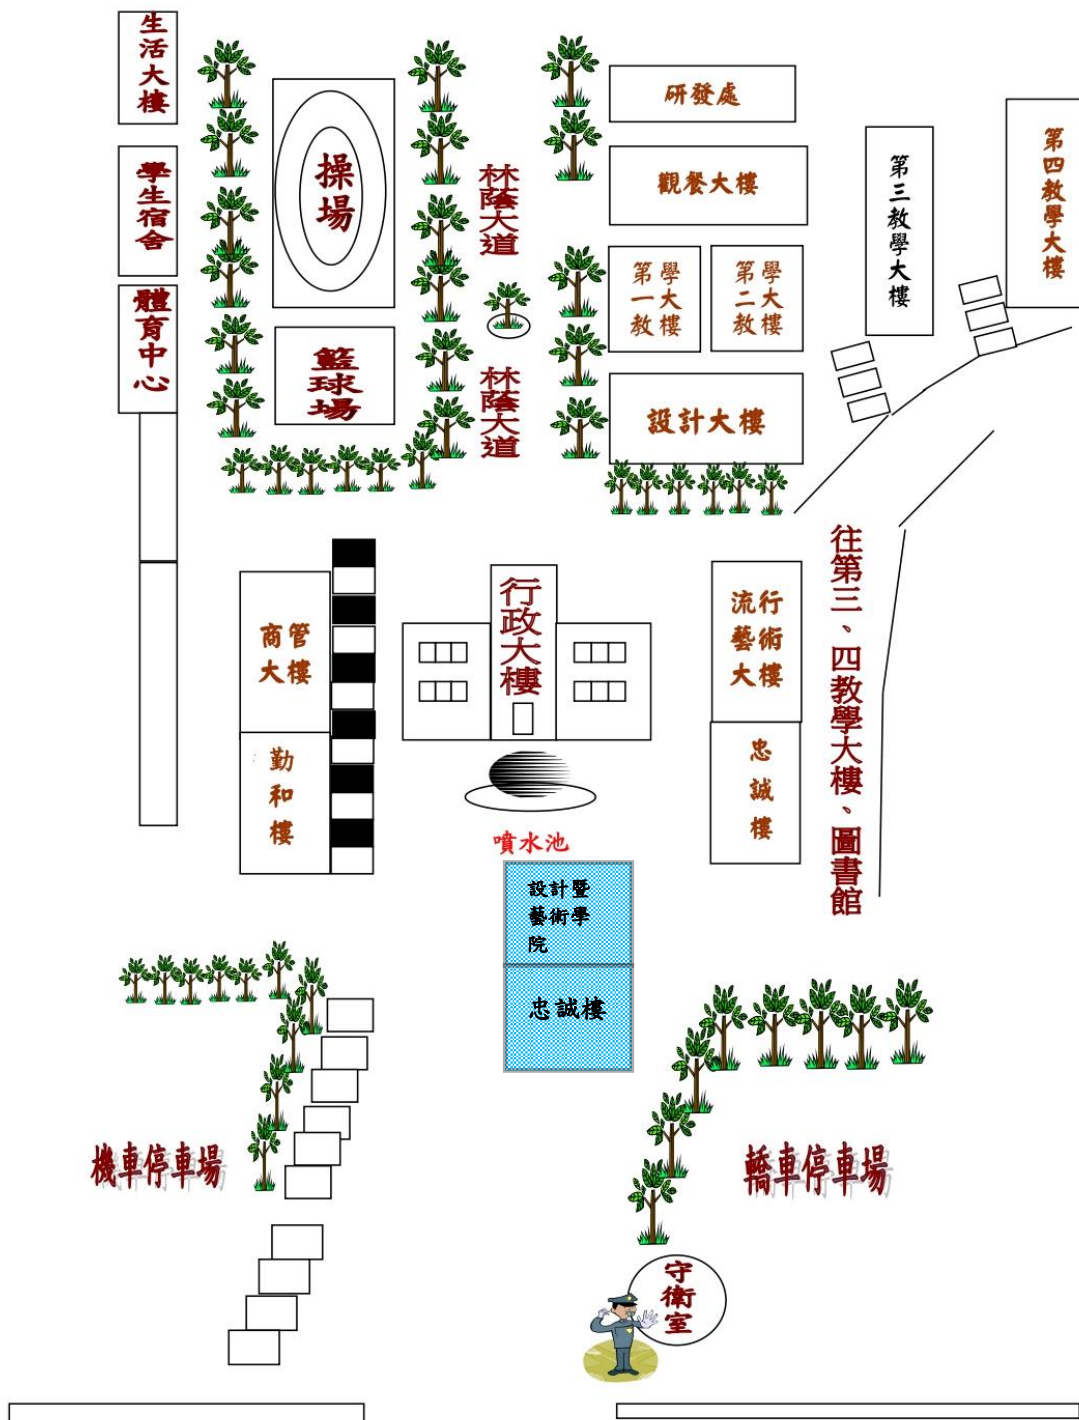 生活大樓
學生宿舍
體育中心
操場
籃球場
林蔭大道
林蔭大道
研發處
觀餐大樓
第一教
學大樓
第二教
學大樓
設計大樓
第三教學大樓
第四教學大樓
商管
大樓
勤和樓
行政大樓
流行
藝術
大樓
忠誠樓
往第三、四教學大樓、圖書館
噴水池
設計暨
藝術學
院
忠誠樓
機車停車場
轎車停車場
守衛室